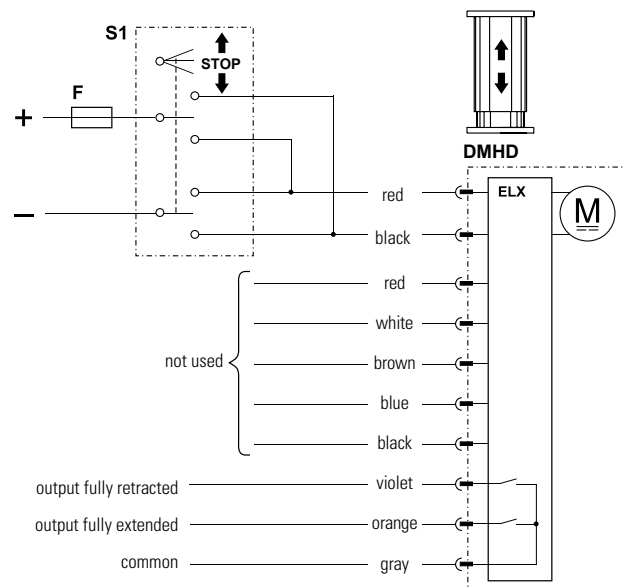 S1
STOP
F
+
−
DMHD
ELX
M
red
black
red
white
not used
brown
blue
black
output fully retracted violet
output fully extended orange
common gray